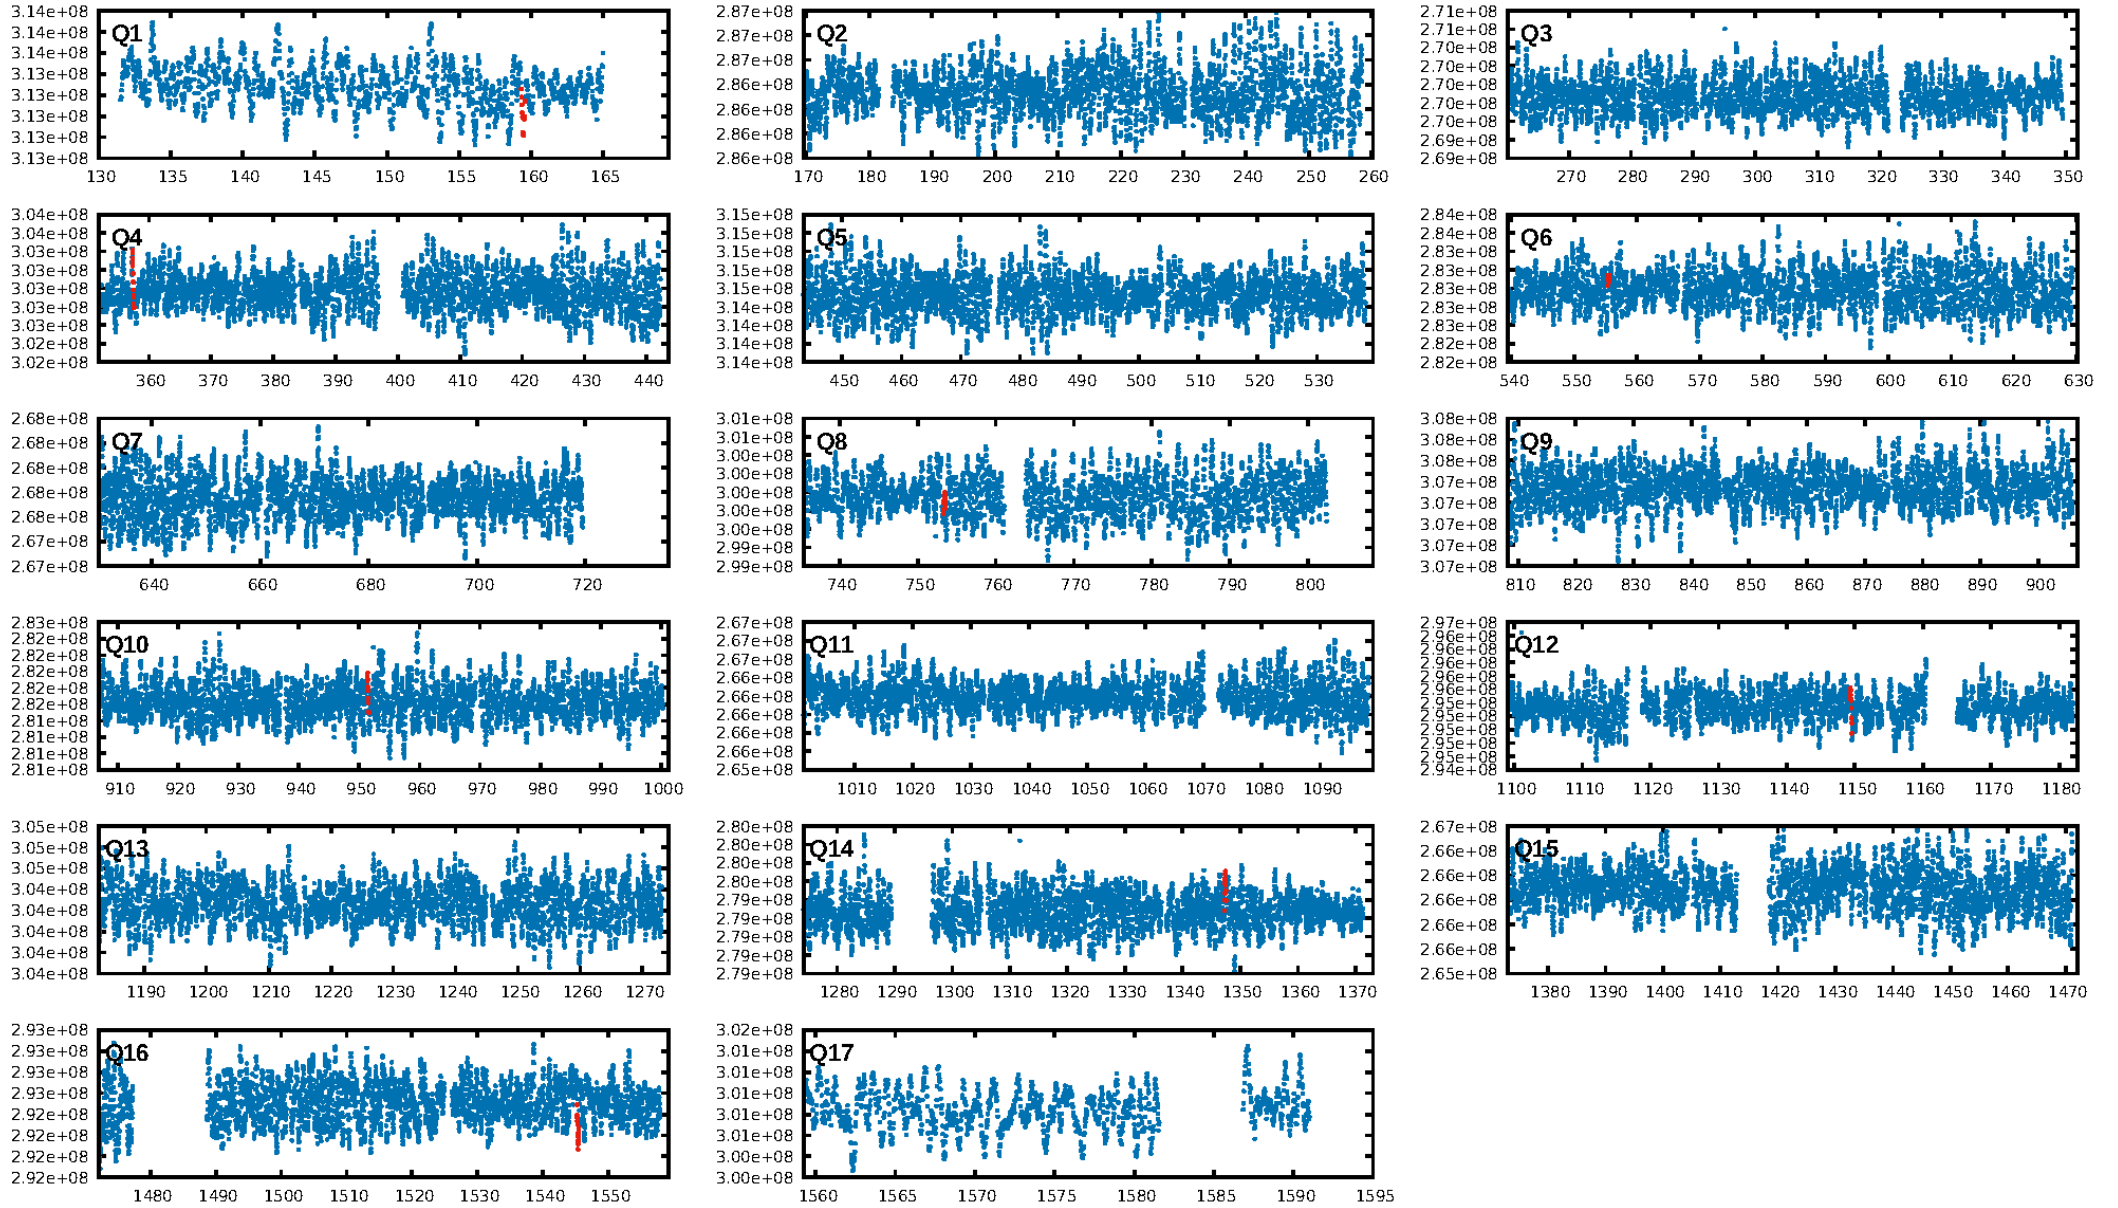 Q1
3.14e+08
3.14e+08
3.14e+08
3.13e+08
3.13e+08
3.13e+08
3.13e+08
3.13e+08
130 135 140 145 150 155 160 165
Q2
2.87e+08
2.87e+08
2.87e+08
2.86e+08
2.86e+08
2.86e+08
2.86e+08
170 180 190 200 210 220 230 240 250 260
Q3
2.71e+08
2.71e+08
2.70e+08
2.70e+08
2.70e+08
2.70e+08
2.70e+08
2.69e+08
2.69e+08
270 280 290 300 310 320 330 340 350
Q4
3.04e+08
3.04e+08
3.03e+08
3.03e+08
3.03e+08
3.03e+08
3.03e+08
3.02e+08
3.02e+08
360 370 380 390 400 410 420 430 440
Q5
3.15e+08
3.15e+08
3.15e+08
3.15e+08
3.15e+08
3.14e+08
3.14e+08
3.14e+08
3.14e+08
450 460 470 480 490 500 510 520 530
Q6
2.84e+08
2.83e+08
2.83e+08
2.83e+08
2.83e+08
2.83e+08
2.82e+08
2.82e+08
540 550 560 570 580 590 600 610 620 630
Q7
2.68e+08
2.68e+08
2.68e+08
2.68e+08
2.68e+08
2.67e+08
2.67e+08
640 660 680 700 720
Q8
3.01e+08
3.01e+08
3.00e+08
3.00e+08
3.00e+08
3.00e+08
3.00e+08
2.99e+08
2.99e+08
740 750 760 770 780 790 800
Q9
3.08e+08
3.08e+08
3.08e+08
3.07e+08
3.07e+08
3.07e+08
3.07e+08
3.07e+08
810 820 830 840 850 860 870 880 890 900
Q10
2.83e+08
2.82e+08
2.82e+08
2.82e+08
2.82e+08
2.82e+08
2.81e+08
2.81e+08
2.81e+08
2.81e+08
910 920 930 940 950 960 970 980 990 1000
Q11
2.67e+08
2.67e+08
2.67e+08
2.66e+08
2.66e+08
2.66e+08
2.66e+08
2.66e+08
2.65e+08
1010 1020 1030 1040 1050 1060 1070 1080 1090
Q12
2.97e+08
2.96e+08
2.96e+08
2.96e+08
2.96e+08
2.96e+08
2.95e+08
2.95e+08
2.95e+08
2.95e+08
2.95e+08
2.94e+08
1100 1110 1120 1130 1140 1150 1160 1170 1180
Q13
3.05e+08
3.05e+08
3.05e+08
3.04e+08
3.04e+08
3.04e+08
3.04e+08
3.04e+08
1190 1200 1210 1220 1230 1240 1250 1260 1270
Q14
2.80e+08
2.80e+08
2.80e+08
2.80e+08
2.79e+08
2.79e+08
2.79e+08
2.79e+08
2.79e+08
1280 1290 1300 1310 1320 1330 1340 1350 1360 1370
Q15
2.67e+08
2.66e+08
2.66e+08
2.66e+08
2.66e+08
2.66e+08
2.66e+08
2.65e+08
1380 1390 1400 1410 1420 1430 1440 1450 1460 1470
Q16
2.93e+08
2.93e+08
2.93e+08
2.93e+08
2.92e+08
2.92e+08
2.92e+08
2.92e+08
1480 1490 1500 1510 1520 1530 1540 1550
Q17
3.02e+08
3.01e+08
3.01e+08
3.01e+08
3.01e+08
3.01e+08
3.00e+08
3.00e+08
1560 1565 1570 1575 1580 1585 1590 1595